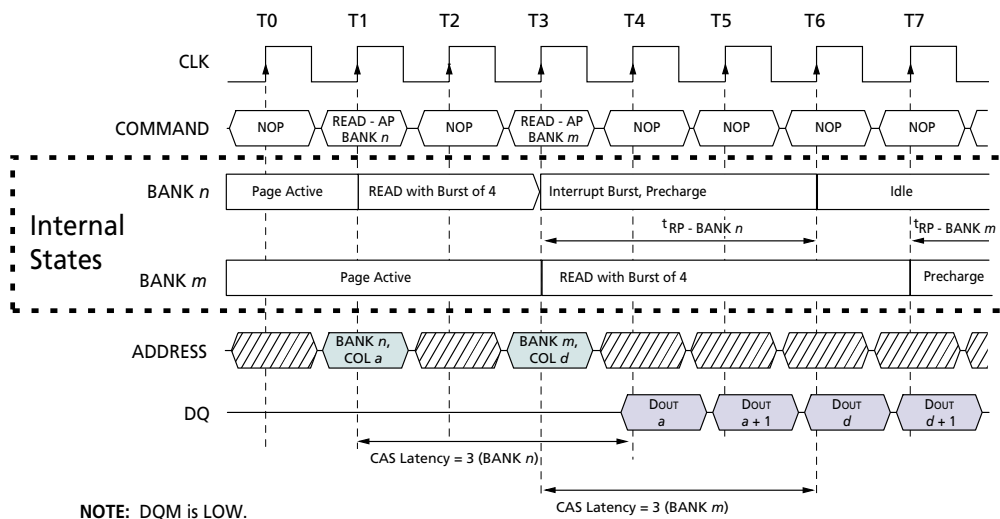 T0 T1 T2 T3 T4 T5 T6 T7
CLK
COMMAND NOP READ - AP BANK n NOP READ - AP BANK m NOP NOP NOP NOP
Internal States
BANK n Page Active READ with Burst of 4 Interrupt Burst, Precharge Idle
tRP - BANK n tRP - BANK m
BANK m Page Active READ with Burst of 4 Precharge
ADDRESS BANK n, COL a BANK m, COL d
DQ DOUT a DOUT a + 1 DOUT d DOUT d + 1
CAS Latency = 3 (BANK n)
CAS Latency = 3 (BANK m)
NOTE: DQM is LOW.